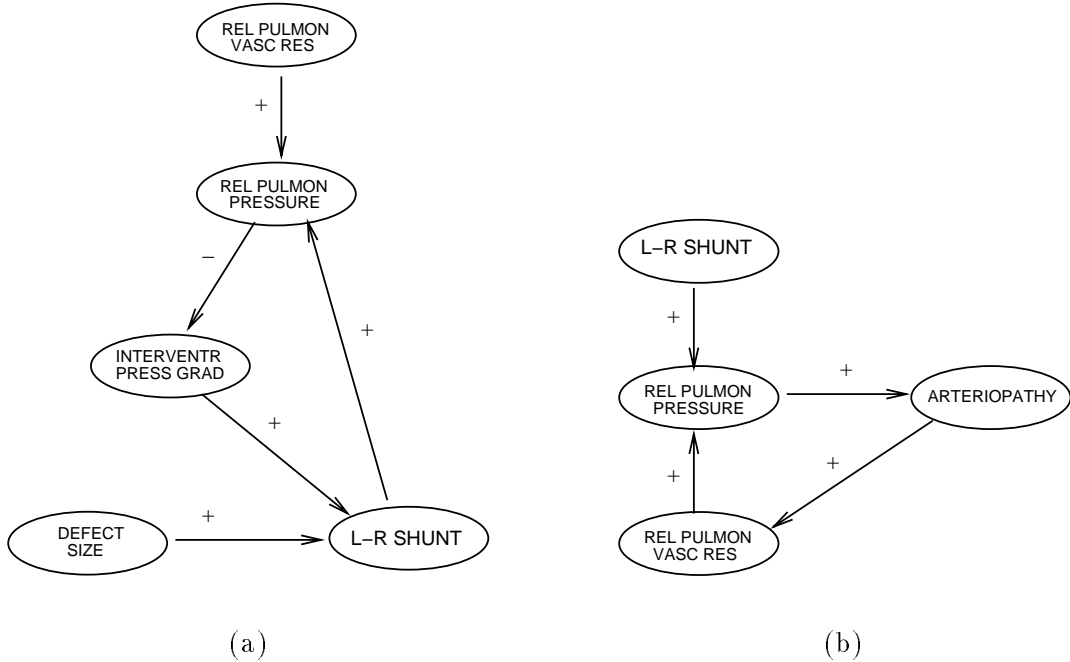 REL PULMON
VASC RES
+
REL PULMON
PRESSURE
−
+
INTERVENTR
PRESS GRAD
+
+
DEFECT
SIZE
L−R SHUNT
(a)
L−R SHUNT
+
REL PULMON
PRESSURE
+
ARTERIOPATHY
+
+
REL PULMON
VASC RES
(b)